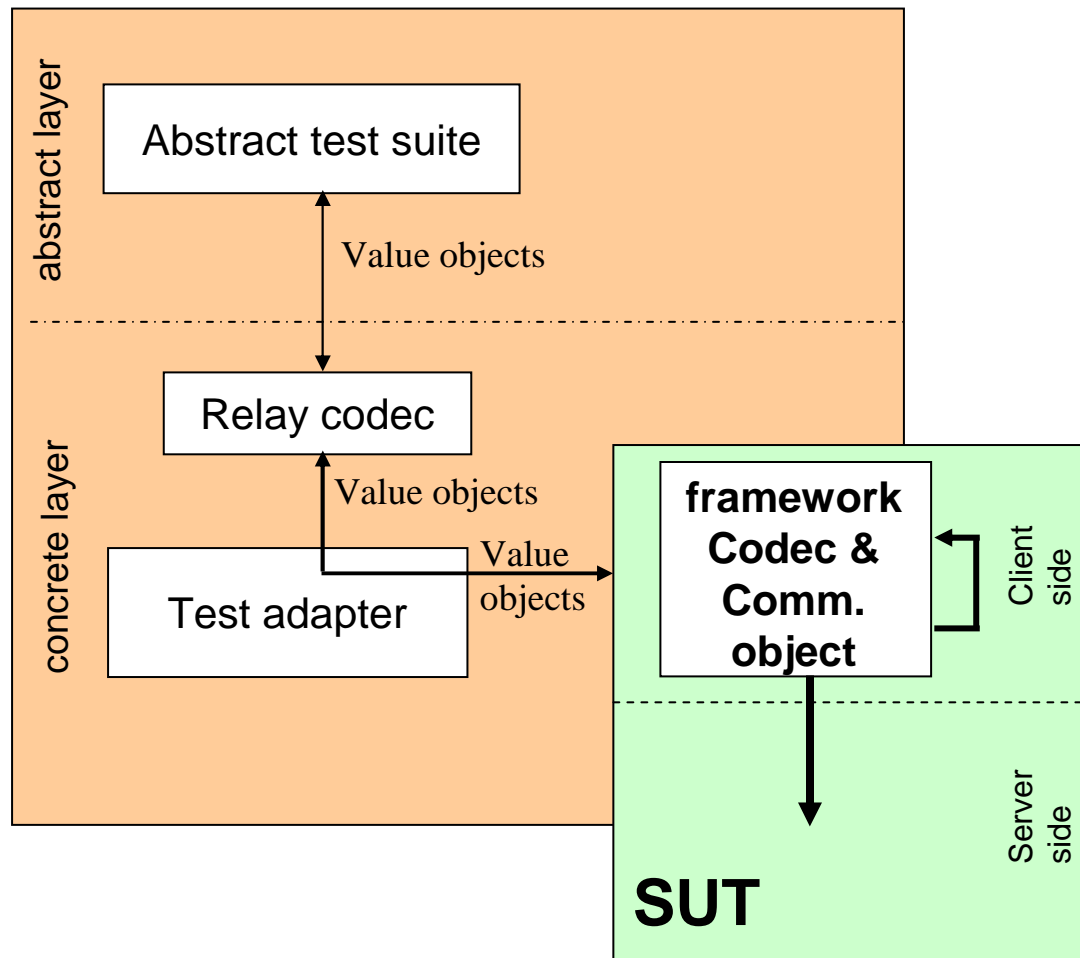 abstract layer
Abstract test suite
Value objects
concrete layer
Relay codec
Value objects
Value
objects
Test adapter
framework
Codec &
Comm.
object
Client
side
Server
side
SUT